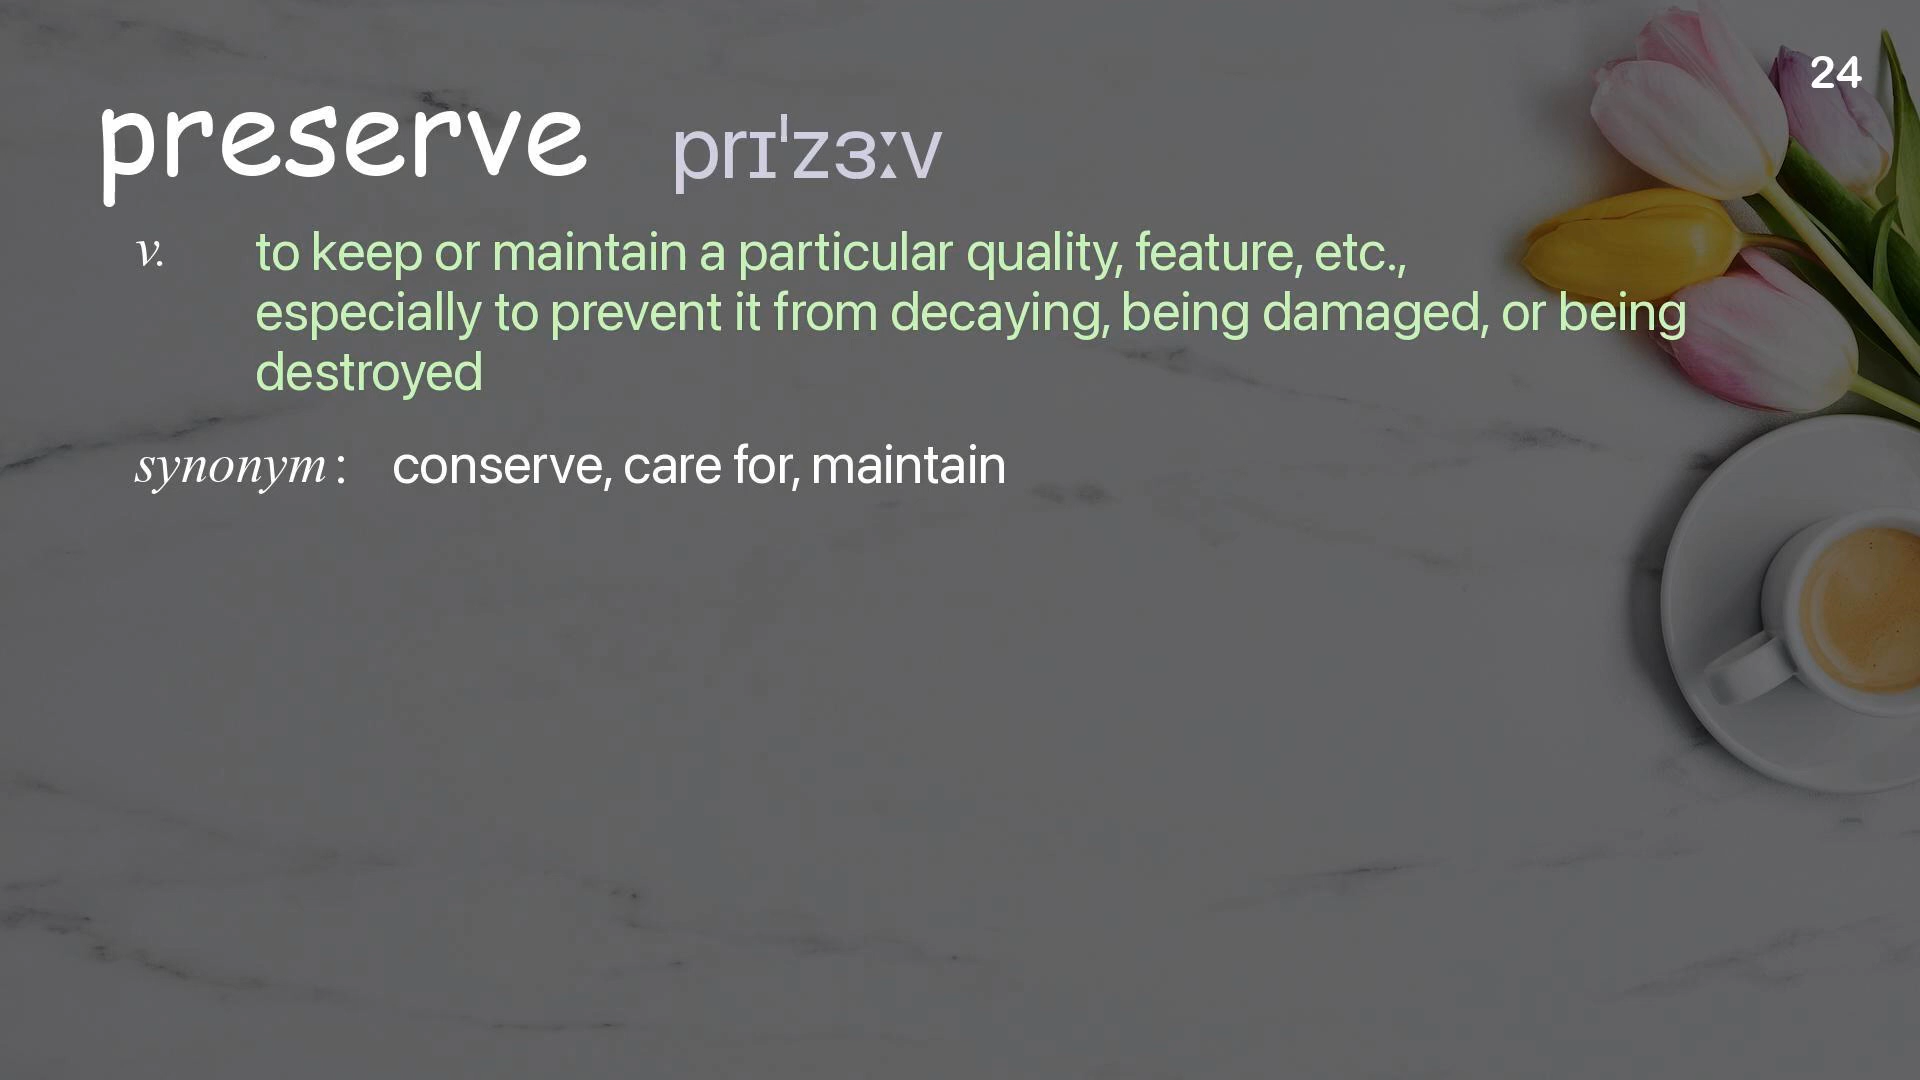 24
preserve prɪˈzɜːv
v. to keep or maintain a particular quality, feature, etc.,
especially to prevent it from decaying, being damaged, or being
destroyed
synonym : conserve, care for, maintain